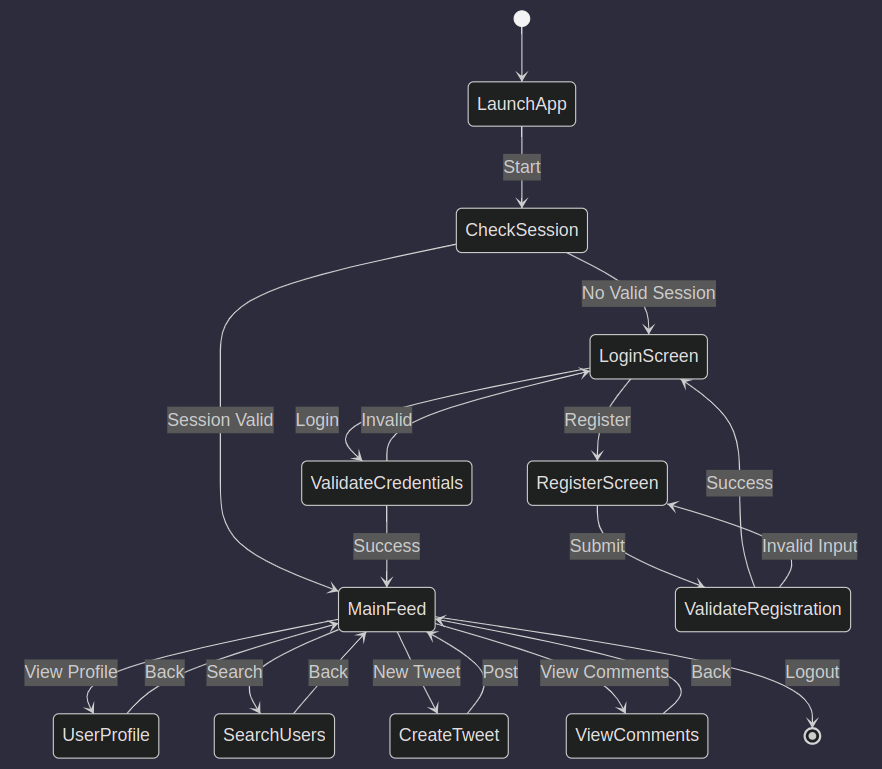 LaunchApp
Start
CheckSession
No Valid Session
LoginScreen
Session Valid
Login
Invalid
Register
ValidateCredentials
RegisterScreen
Success
Success
Submit
Invalid Input
MainFeed
ValidateRegistration
View Profile
Back
Search
Back
New Tweet
Post
View Comments
Back
Logout
UserProfile
SearchUsers
CreateTweet
ViewComments